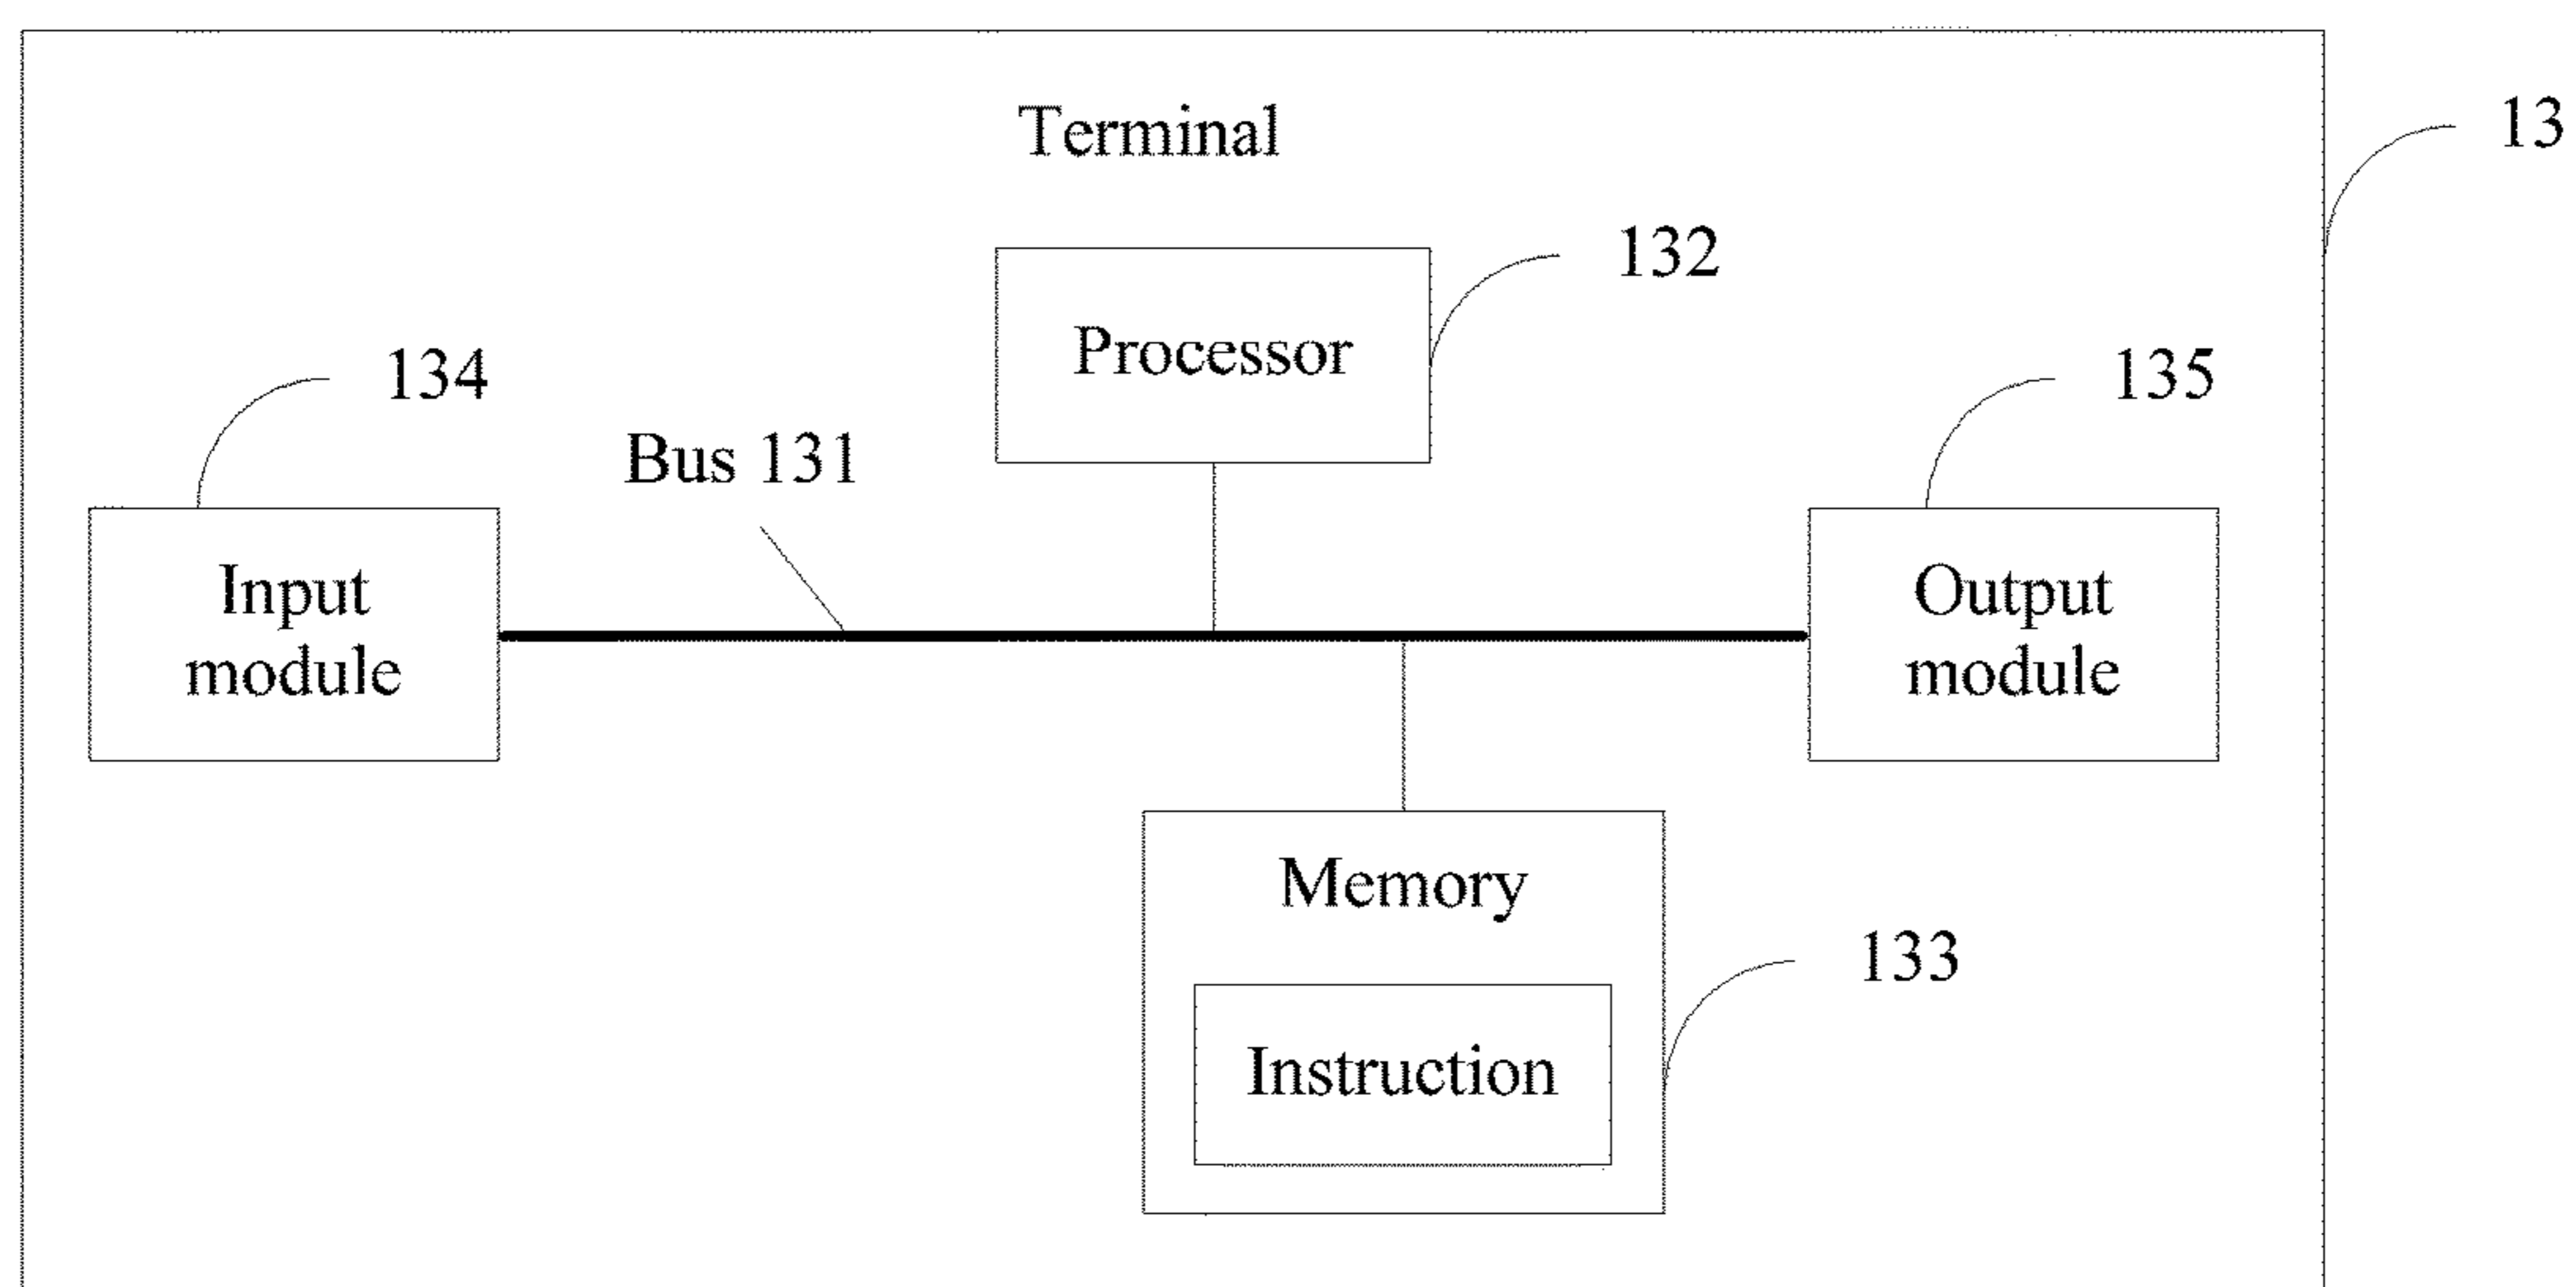 Terminal
13
132
Processor
134
135
Bus 131
Input
module
Output
module
Memory
133
Instruction